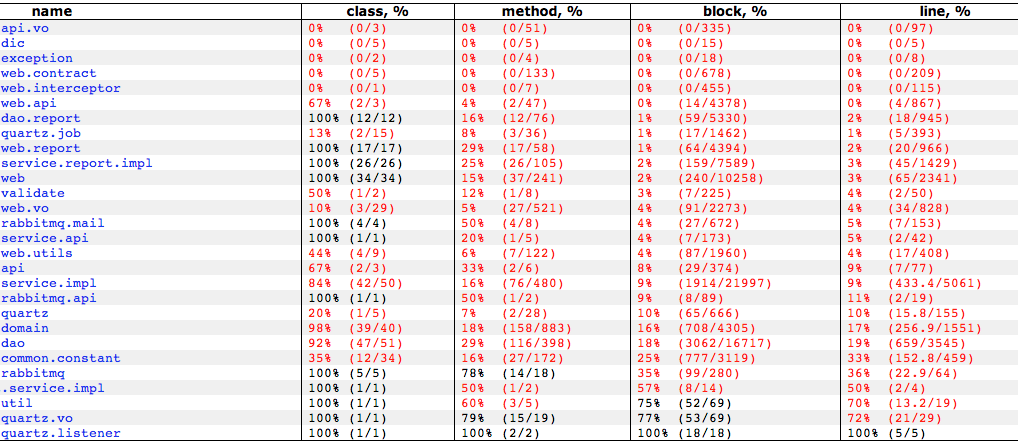 name class, % method, % block, % line, %
api.vo 0% (0/3) 0% (0/51) 0% (0/335) 0% (0/97)
dic 0% (0/5) 0% (0/5) 0% (0/15) 0% (0/5)
exception 0% (0/2) 0% (0/4) 0% (0/18) 0% (0/8)
web.contract 0% (0/5) 0% (0/133) 0% (0/678) 0% (0/209)
web.interceptor 0% (0/1) 0% (0/7) 0% (0/455) 0% (0/115)
web.api 67% (2/3) 4% (2/47) 0% (14/4378) 0% (4/867)
dao.report 100% (12/12) 16% (12/76) 1% (59/5330) 2% (18/945)
quartz.job 13% (2/15) 8% (3/36) 1% (17/1462) 1% (5/393)
web.report 100% (17/17) 29% (17/58) 1% (64/4394) 2% (20/966)
service.report.impl 100% (26/26) 25% (26/105) 2% (159/7589) 3% (45/1429)
web 100% (34/34) 15% (37/241) 2% (240/10258) 3% (65/2341)
validate 50% (1/2) 12% (1/8) 3% (7/225) 4% (2/50)
web.vo 10% (3/29) 5% (27/521) 4% (91/2273) 4% (34/828)
rabbitmq.mail 100% (4/4) 50% (4/8) 4% (27/672) 5% (7/153)
service.api 100% (1/1) 20% (1/5) 4% (7/173) 5% (2/42)
web.utils 44% (4/9) 6% (7/122) 4% (87/1960) 4% (17/408)
api 67% (2/3) 33% (2/6) 8% (29/374) 9% (7/77)
service.impl 84% (42/50) 16% (76/480) 9% (1914/21997) 9% (433.4/5061)
rabbitmq.api 100% (1/1) 50% (1/2) 9% (8/89) 11% (2/19)
quartz 20% (1/5) 7% (2/28) 10% (65/666) 10% (15.8/155)
domain 98% (39/40) 18% (158/883) 16% (708/4305) 17% (256.9/1551)
dao 92% (47/51) 29% (116/398) 18% (3062/16717) 19% (659/3545)
common.constant 35% (12/34) 16% (27/172) 25% (777/3119) 33% (152.8/459)
rabbitmq 100% (5/5) 78% (14/18) 35% (99/280) 36% (22.9/64)
.service.impl 100% (1/1) 50% (1/2) 57% (8/14) 50% (2/4)
util 100% (1/1) 60% (3/5) 75% (52/69) 70% (13.2/19)
quartz.vo 100% (1/1) 79% (15/19) 77% (53/69) 72% (21/29)
quartz.listener 100% (1/1) 100% (2/2) 100% (18/18) 100% (5/5)